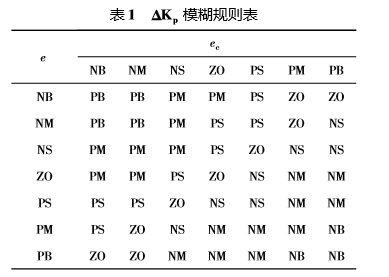 表1 ΔKp 模糊规则表
e ec
NB NM NS ZO PS PM PB
NB PB PB PM PM PS ZO ZO
NM PB PB PM PS PS ZO NS
NS PM PM PM PS ZO NS NS
ZO PM PM PS ZO NS NM NM
PS PS PS ZO NS NS NM NM
PM PS ZO NS NM NM NM NB
PB ZO ZO NM NM NM NB NB